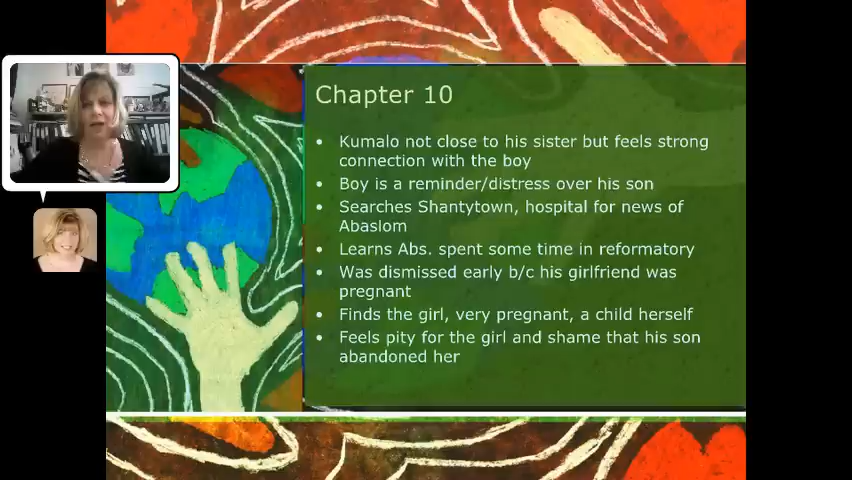 Chapter 10
• Kumalo not close to his sister but feels strong
connection with the boy
• Boy is a reminder/distress over his son
• Searches Shantytown, hospital for news of
Abaslom
• Learns Abs. spent some time in reformatory
• Was dismissed early b/c his girlfriend was
pregnant
• Finds the girl, very pregnant, a child herself
• Feels pity for the girl and shame that his son
abandoned her